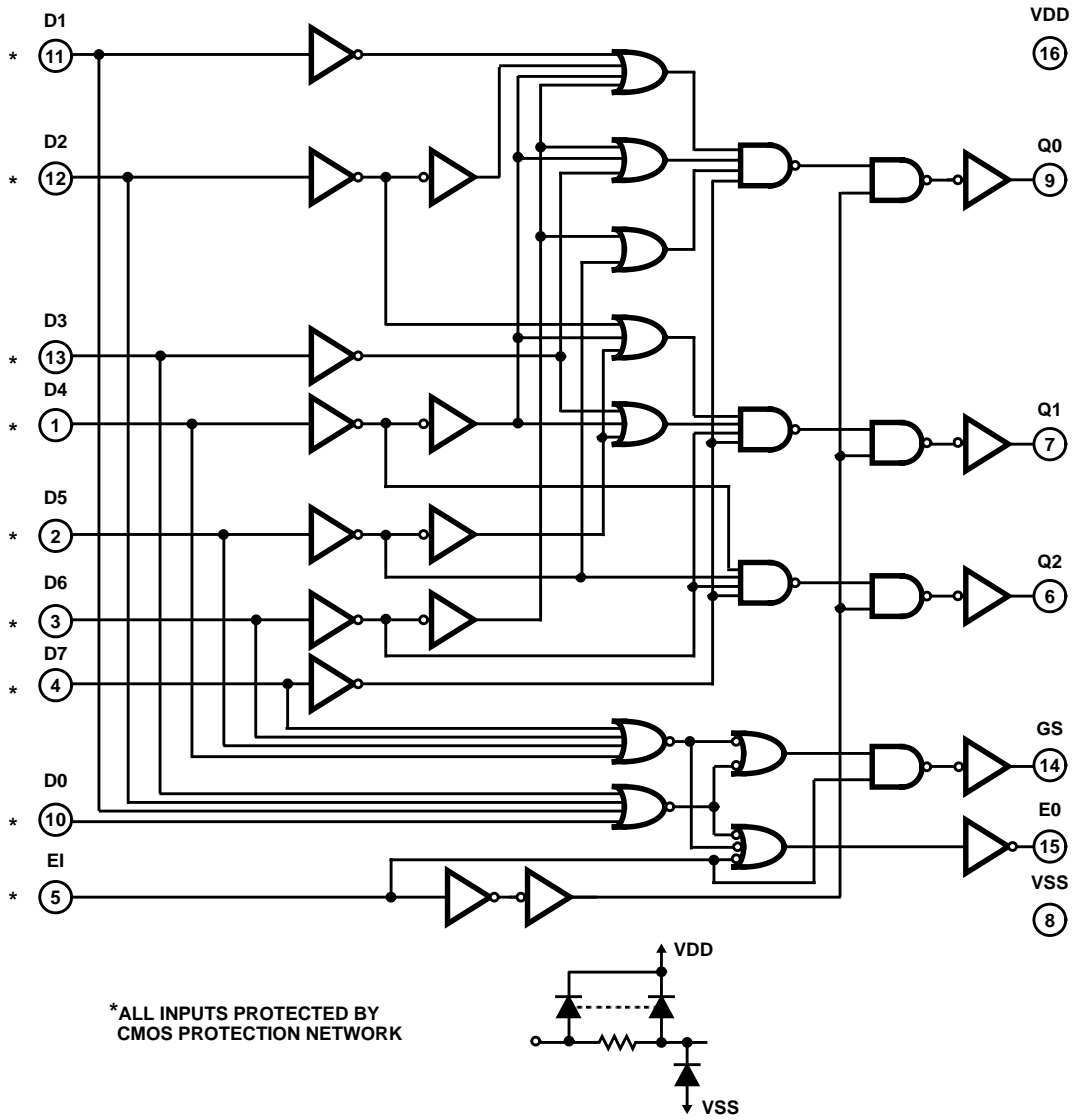 D1
VDD
* 11
16
D2
Q0
* 12
9
D3
* 13
D4
Q1
* 1
7
D5
* 2
D6
Q2
* 3
6
D7
* 4
GS
14
D0
* 10
E0
15
EI
VSS
* 5
8
VDD
*ALL INPUTS PROTECTED BY
CMOS PROTECTION NETWORK
VSS